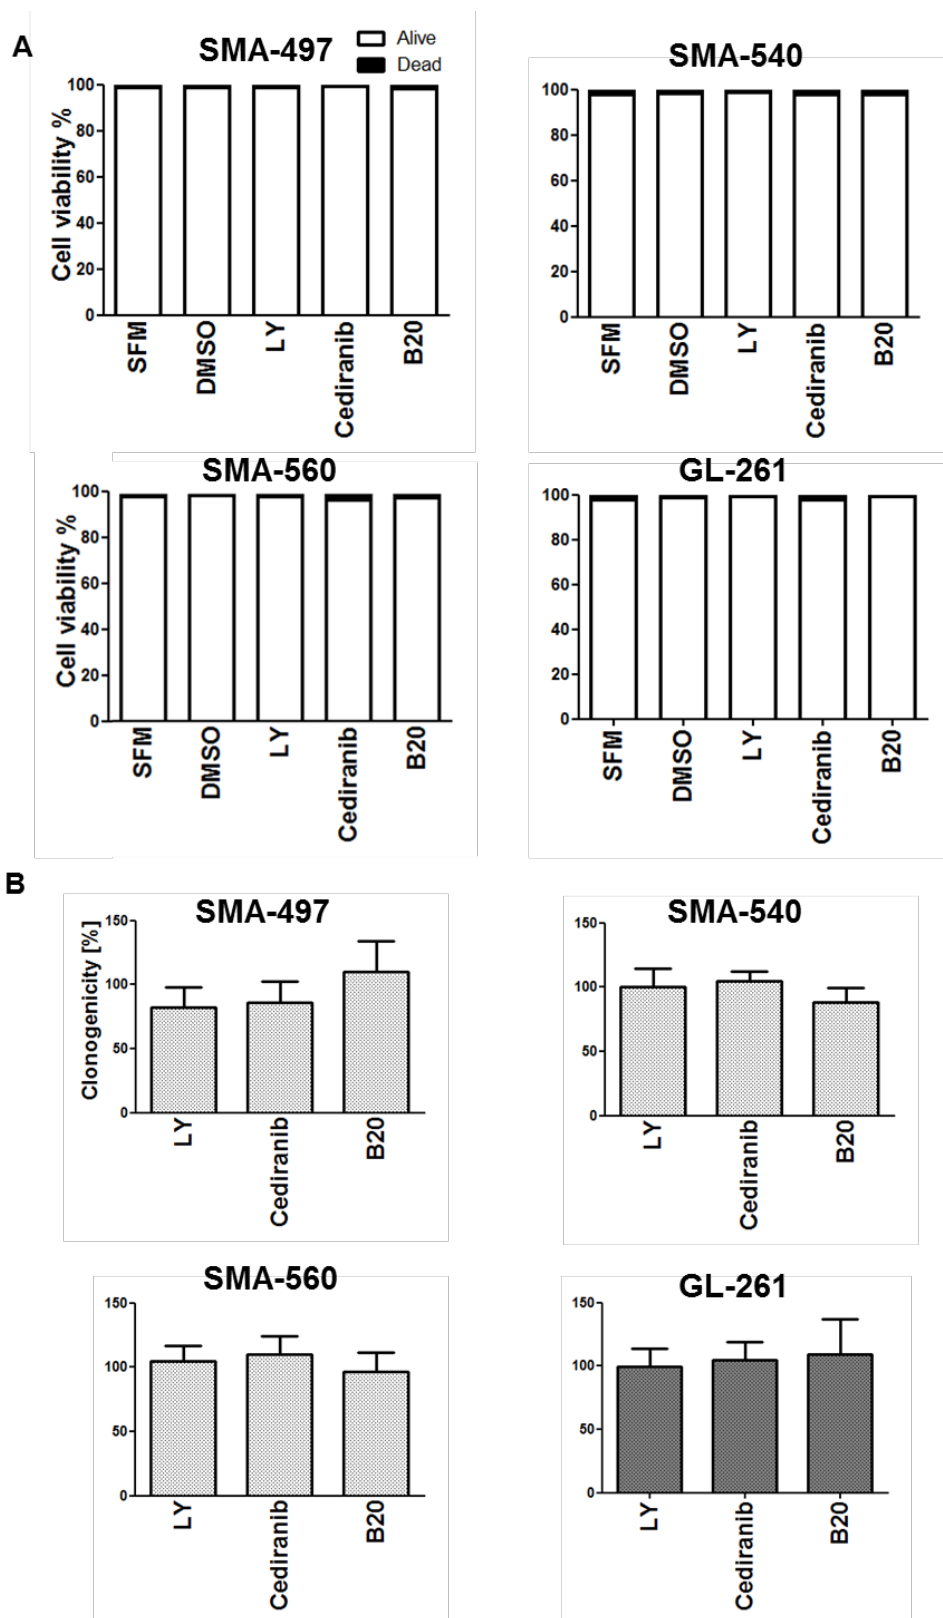 A
SMA-497
Alive
Dead
SMA-540
Cell viability %
100
80
60
40
20
0
SFM
DMSO
LY
Cediranib
B20
100
80
60
40
20
0
SFM
DMSO
LY
Cediranib
B20
SMA-560
GL-261
Cell viability %
100
80
60
40
20
0
SFM
DMSO
LY
Cediranib
B20
100
80
60
40
20
0
SFM
DMSO
LY
Cediranib
B20
B
SMA-497
SMA-540
Clonogenicity [%]
150
100
50
0
LY
Cediranib
B20
150
100
50
0
LY
Cediranib
B20
SMA-560
GL-261
150
100
50
0
LY
Cediranib
B20
150
100
50
0
LY
Cediranib
B20